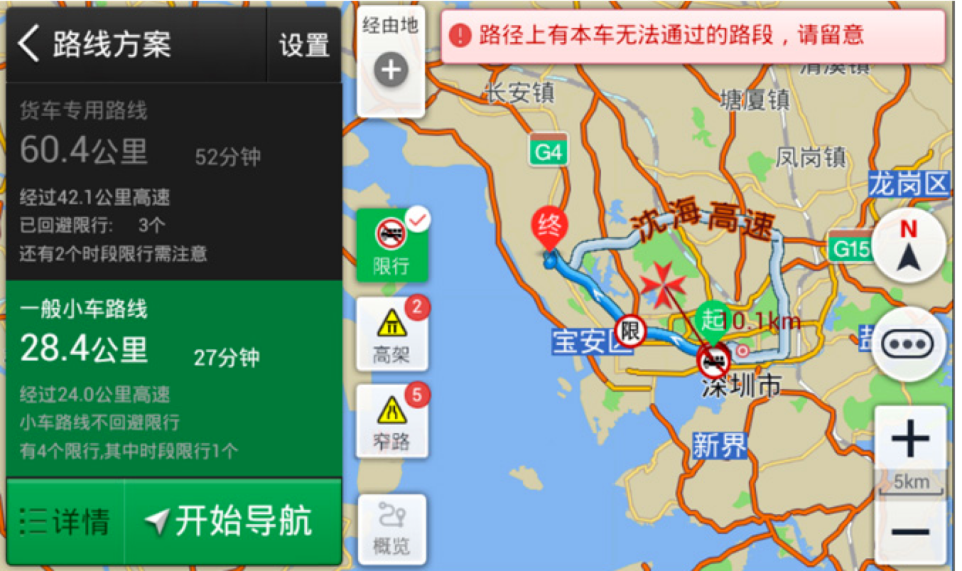 路线方案
设置
货车专用路线
60.4公里
52分钟
经过42.1公里高速
已回避限行: 3个
还有2个时段限行需注意
一般小车路线
28.4公里
27分钟
经过24.0公里高速
小车路线不回避限行
有4个限行,其中时段限行1个
详情
开始导航
经由地
限行
2
高架
5
窄路
概览
路径上有本车无法通过的路段，请留意
清溪镇
长安镇
塘厦镇
G4
凤岗镇
龙岗区
沈海高速
终
N
G15
起
10.1km
限
宝安区
深圳市
新界
5km